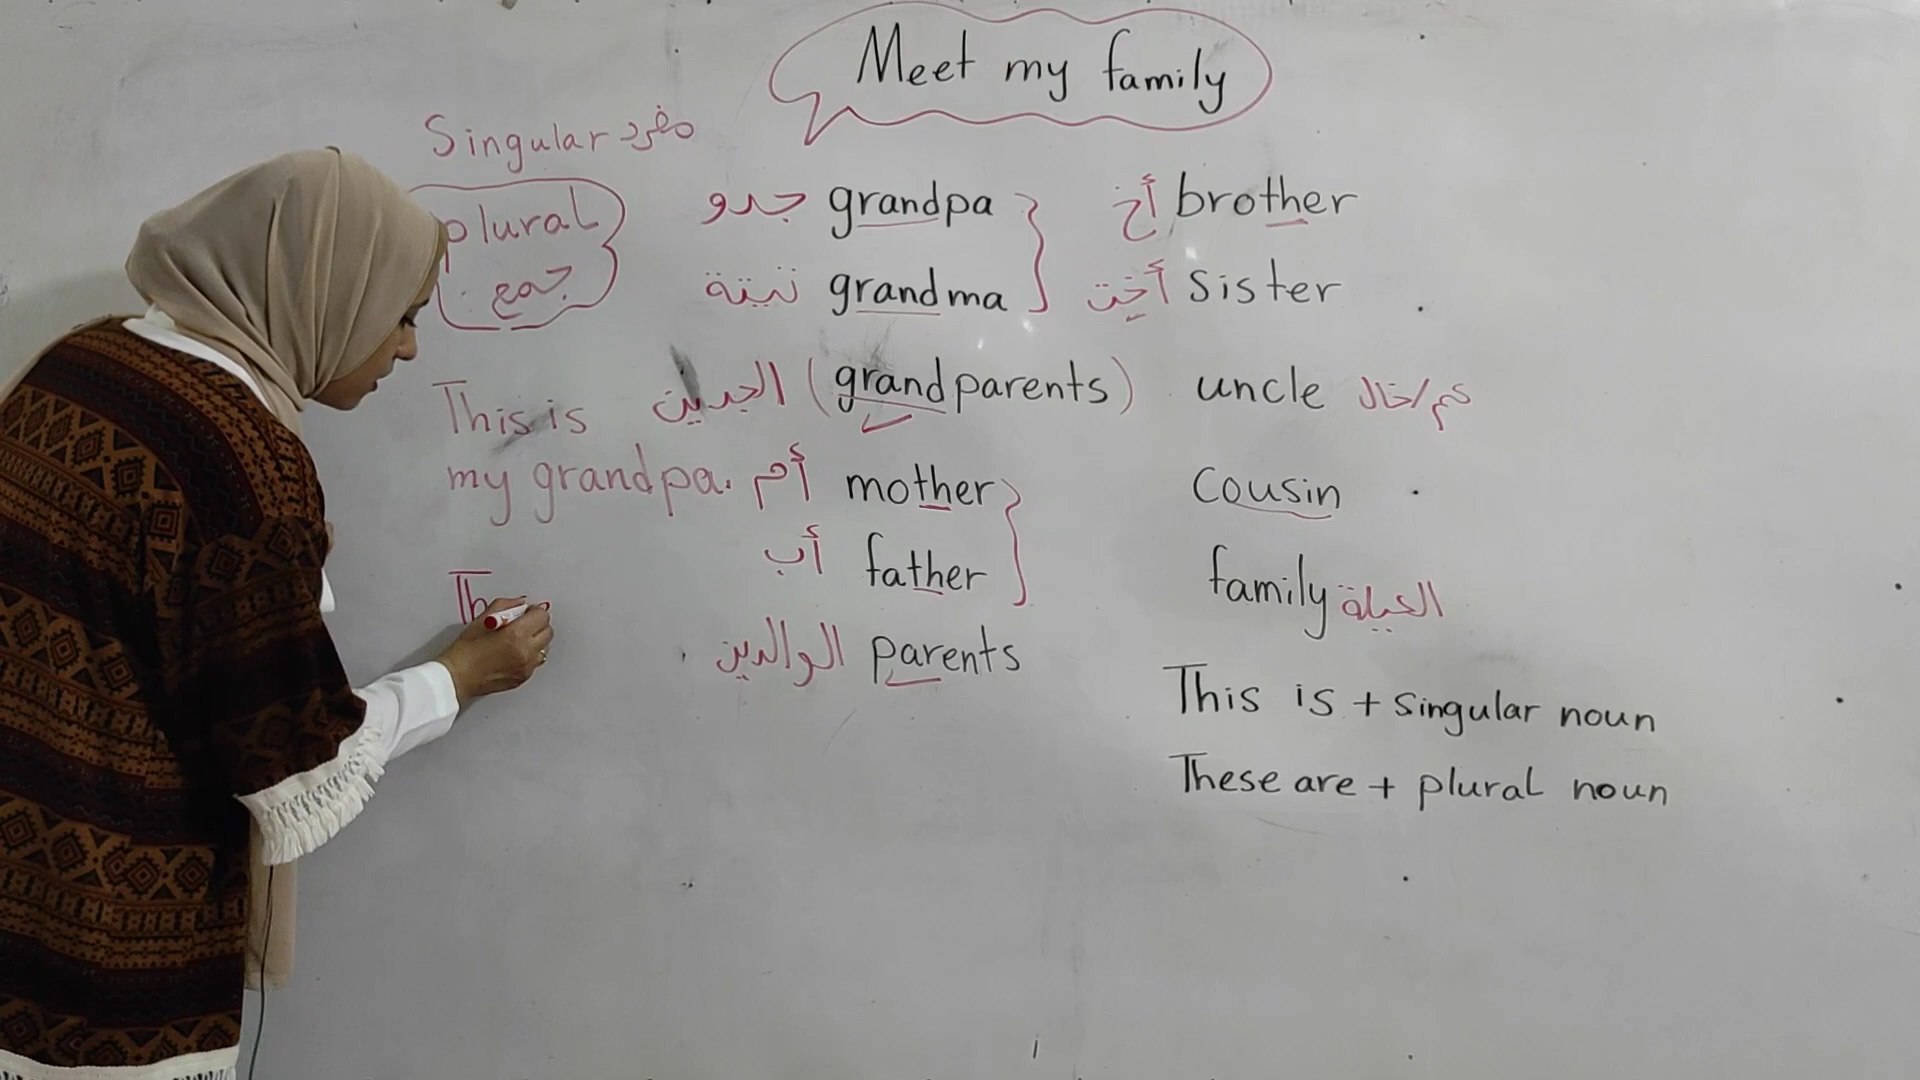 Meet my family
Singular مفرد
plural
جمع
جدو grandpa
نيتة grandma
الجدين (grandparents)
This is
my grandpa.
أم mother
أب father
الوالدين parents
أخ brother
أخت Sister
uncle عم/خال
Cousin
family العيلة
This is + Singular noun
These are + plural noun